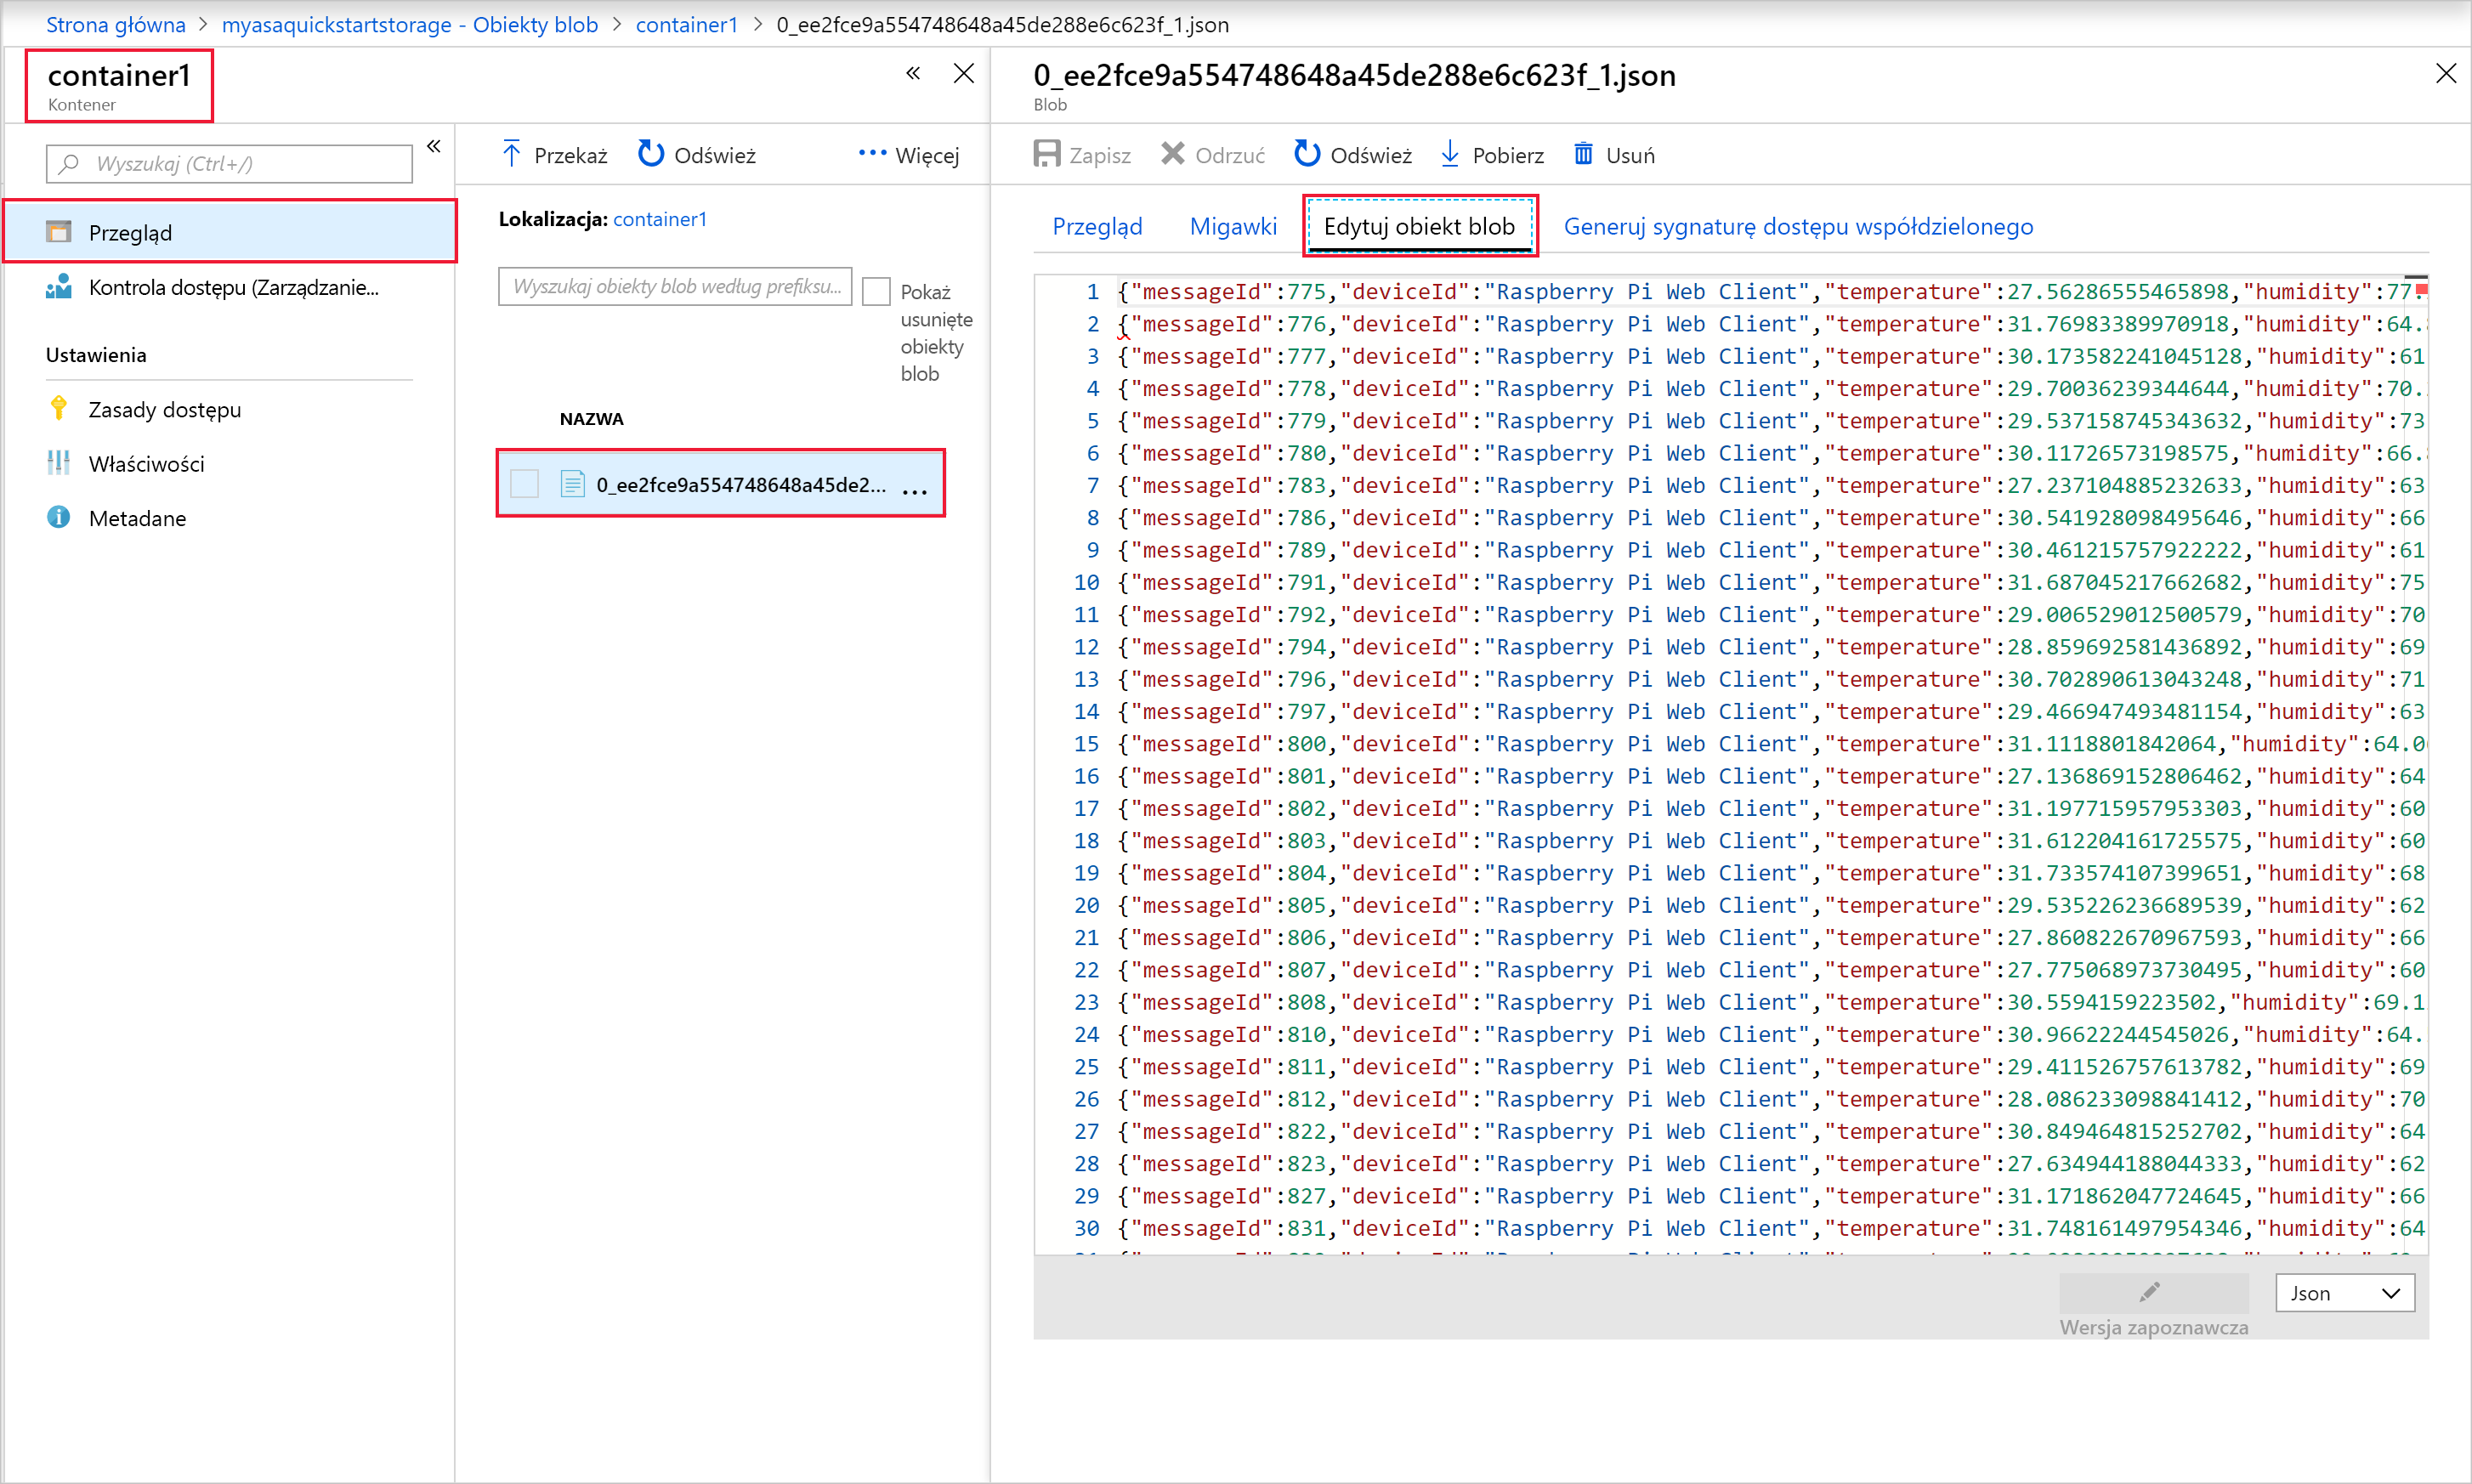 Strona główna > myasaquickstartstorage - Obiekty blob > container1 > 0_ee2fce9a554748648a45de288e6c623f_1.json
container1
Kontener
Wyszukaj (Ctrl+/)
Przegląd
Kontrola dostępu (Zarządzanie...
Ustawienia
Zasady dostępu
Właściwości
Metadane
Przekaż
Odśwież
Więcej
Lokalizacja: container1
Wyszukaj obiekty blob według prefiksu...
Pokaż
usunięte
obiekty
blob
NAZWA
0_ee2fce9a554748648a45de2... ...
0_ee2fce9a554748648a45de288e6c623f_1.json
Blob
Zapisz
Odrzuć
Odśwież
Pobierz
Usuń
Przegląd
Migawki
Edytuj obiekt blob
Generuj sygnaturę dostępu współdzielonego
1 {"messageId":775,"deviceId":"Raspberry Pi Web Client","temperature":27.56286555465898,"humidity":77.
2 {"messageId":776,"deviceId":"Raspberry Pi Web Client","temperature":31.76983389970918,"humidity":64.8
3 {"messageId":777,"deviceId":"Raspberry Pi Web Client","temperature":30.173582241045128,"humidity":61
4 {"messageId":778,"deviceId":"Raspberry Pi Web Client","temperature":29.70036239344644,"humidity":70.
5 {"messageId":779,"deviceId":"Raspberry Pi Web Client","temperature":29.537158745343632,"humidity":73
6 {"messageId":780,"deviceId":"Raspberry Pi Web Client","temperature":30.11726573198575,"humidity":66.8
7 {"messageId":783,"deviceId":"Raspberry Pi Web Client","temperature":27.237104885232633,"humidity":63
8 {"messageId":786,"deviceId":"Raspberry Pi Web Client","temperature":30.541928098495646,"humidity":66
9 {"messageId":789,"deviceId":"Raspberry Pi Web Client","temperature":30.461215757922222,"humidity":61
10 {"messageId":791,"deviceId":"Raspberry Pi Web Client","temperature":31.687045217662682,"humidity":75
11 {"messageId":792,"deviceId":"Raspberry Pi Web Client","temperature":29.0065290125005​79,"humidity":70
12 {"messageId":794,"deviceId":"Raspberry Pi Web Client","temperature":28.859692581436892,"humidity":69
13 {"messageId":796,"deviceId":"Raspberry Pi Web Client","temperature":30.702890613043248,"humidity":71
14 {"messageId":797,"deviceId":"Raspberry Pi Web Client","temperature":29.466947493481154,"humidity":63
15 {"messageId":800,"deviceId":"Raspberry Pi Web Client","temperature":31.1118801842064,"humidity":64.0
16 {"messageId":801,"deviceId":"Raspberry Pi Web Client","temperature":27.136869152806462,"humidity":64
17 {"messageId":802,"deviceId":"Raspberry Pi Web Client","temperature":31.197715957953303,"humidity":60
18 {"messageId":803,"deviceId":"Raspberry Pi Web Client","temperature":31.612204161725575,"humidity":60
19 {"messageId":804,"deviceId":"Raspberry Pi Web Client","temperature":31.733574107399651,"humidity":68
20 {"messageId":805,"deviceId":"Raspberry Pi Web Client","temperature":29.535226236689539,"humidity":62
21 {"messageId":806,"deviceId":"Raspberry Pi Web Client","temperature":27.860822670967593,"humidity":66
22 {"messageId":807,"deviceId":"Raspberry Pi Web Client","temperature":27.775068973730495,"humidity":60
23 {"messageId":808,"deviceId":"Raspberry Pi Web Client","temperature":30.5594159223502,"humidity":69.1
24 {"messageId":810,"deviceId":"Raspberry Pi Web Client","temperature":30.96622244545026,"humidity":64.
25 {"messageId":811,"deviceId":"Raspberry Pi Web Client","temperature":29.411526757613782,"humidity":69
26 {"messageId":812,"deviceId":"Raspberry Pi Web Client","temperature":28.086233098841412,"humidity":70
27 {"messageId":822,"deviceId":"Raspberry Pi Web Client","temperature":30.849464815252702,"humidity":64
28 {"messageId":823,"deviceId":"Raspberry Pi Web Client","temperature":27.634944188044333,"humidity":62
29 {"messageId":827,"deviceId":"Raspberry Pi Web Client","temperature":31.171862047724645,"humidity":66
30 {"messageId":831,"deviceId":"Raspberry Pi Web Client","temperature":31.748161497954346,"humidity":64
Wersja zapoznawcza
Json